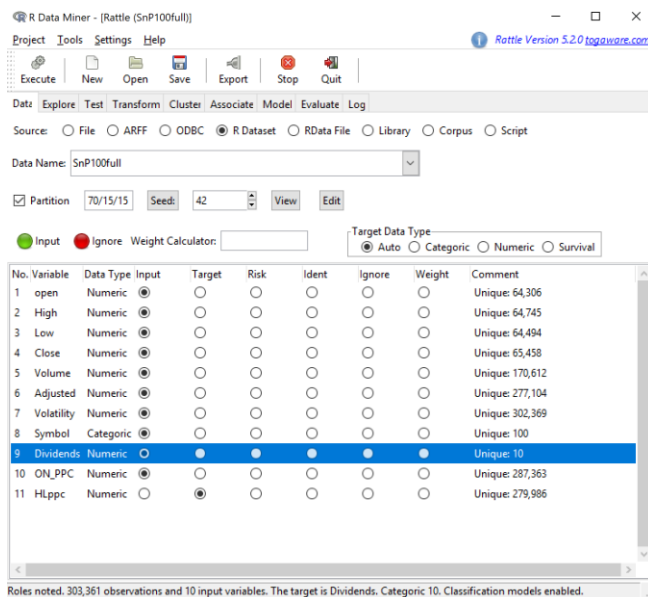 R Data Miner - [Rattle (SnP100full)]
Project Tools Settings Help
Rattle Version 5.2.0 togaware.com
Execute New Open Save Export Stop Quit
Data Explore Test Transform Cluster Associate Model Evaluate Log
Source: File ARFF ODBC R Dataset RData File Library Corpus Script
Data Name: SnP100full
Partition 70/15/15 Seed: 42 View Edit
Target Data Type
Input Ignore Weight Calculator: Auto Categoric Numeric Survival
No. Variable Data Type Input Target Risk Ident Ignore Weight Comment
1 open Numeric Unique: 64,306
2 High Numeric Unique: 64,745
3 Low Numeric Unique: 64,494
4 Close Numeric Unique: 65,458
5 Volume Numeric Unique: 170,612
6 Adjusted Numeric Unique: 277,104
7 Volatility Numeric Unique: 302,369
8 Symbol Categoric Unique: 100
9 Dividends Numeric Unique: 10
10 ON_PPC Numeric Unique: 287,363
11 HLppc Numeric Unique: 279,986
Roles noted. 303,361 observations and 10 input variables. The target is Dividends. Categoric 10. Classification models enabled.